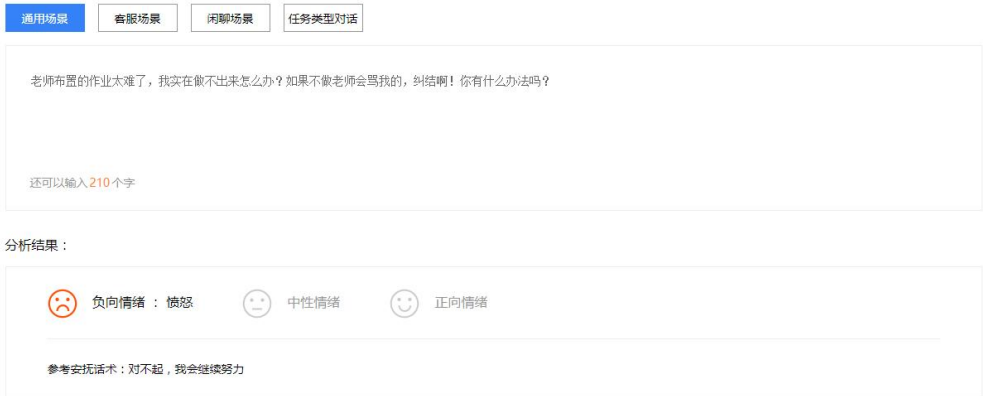 通用场景 客服场景 闲聊场景 任务类型对话
老师布置的作业太难了，我实在做不出来怎么办？如果不做老师会骂我的，纠结啊！你有什么办法吗？
还可以输入210个字
分析结果：
负向情绪 ： 愤怒 中性情绪 正向情绪
参考安抚话术：对不起，我会继续努力